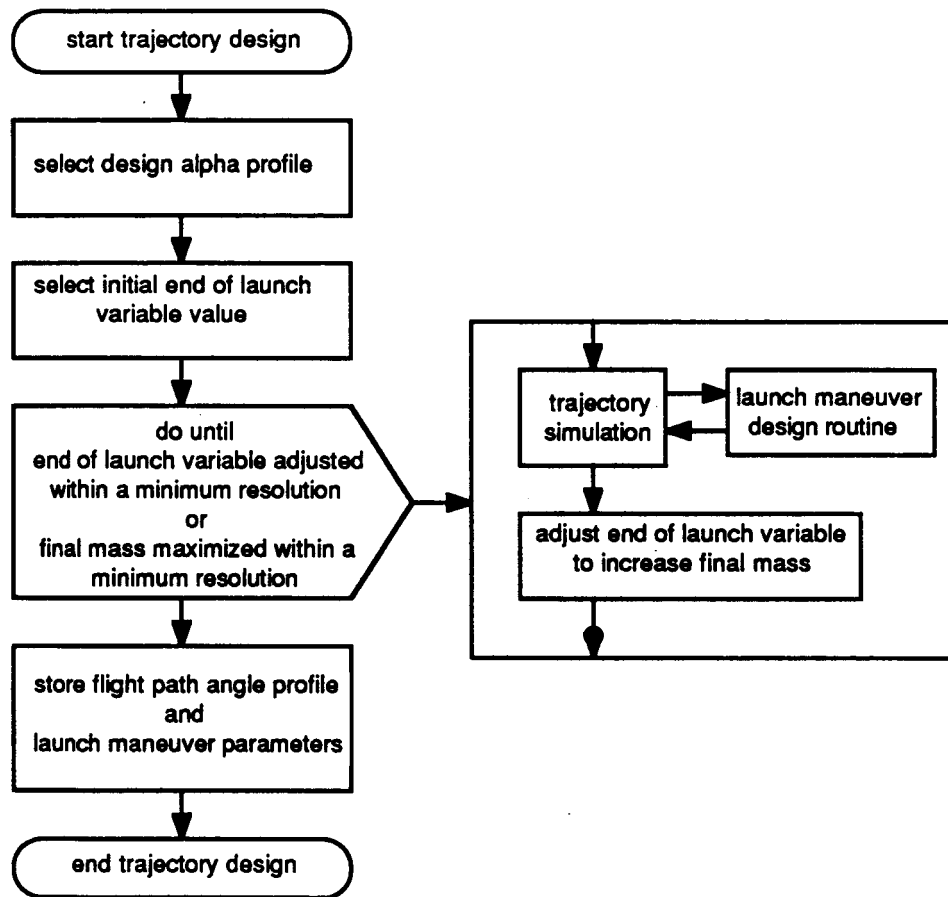 start trajectory design
select design alpha profile
select initial end of launch
variable value
do until
end of launch variable adjusted
within a minimum resolution
or
final mass maximized within a
minimum resolution
trajectory
simulation
launch maneuver
design routine
adjust end of launch variable
to increase final mass
store flight path angle profile
and
launch maneuver parameters
end trajectory design